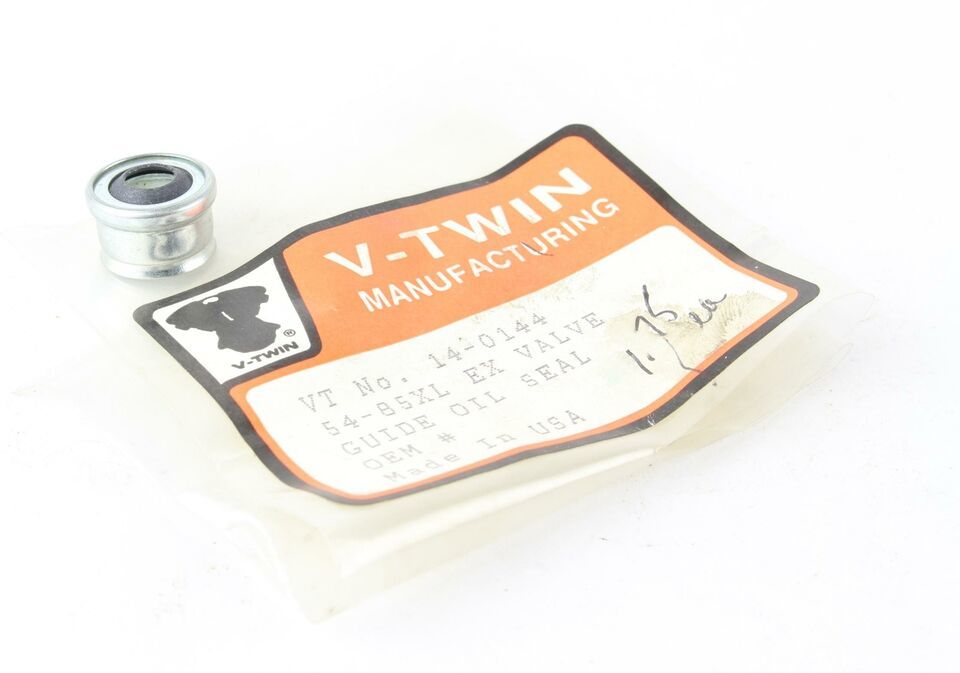 V-TWIN
MANUFACTURING
® V-TWIN
VT No. 14-0144
54-85XL EX VALVE
GUIDE OIL SEAL
OEM #
Made In USA
1.75 ea